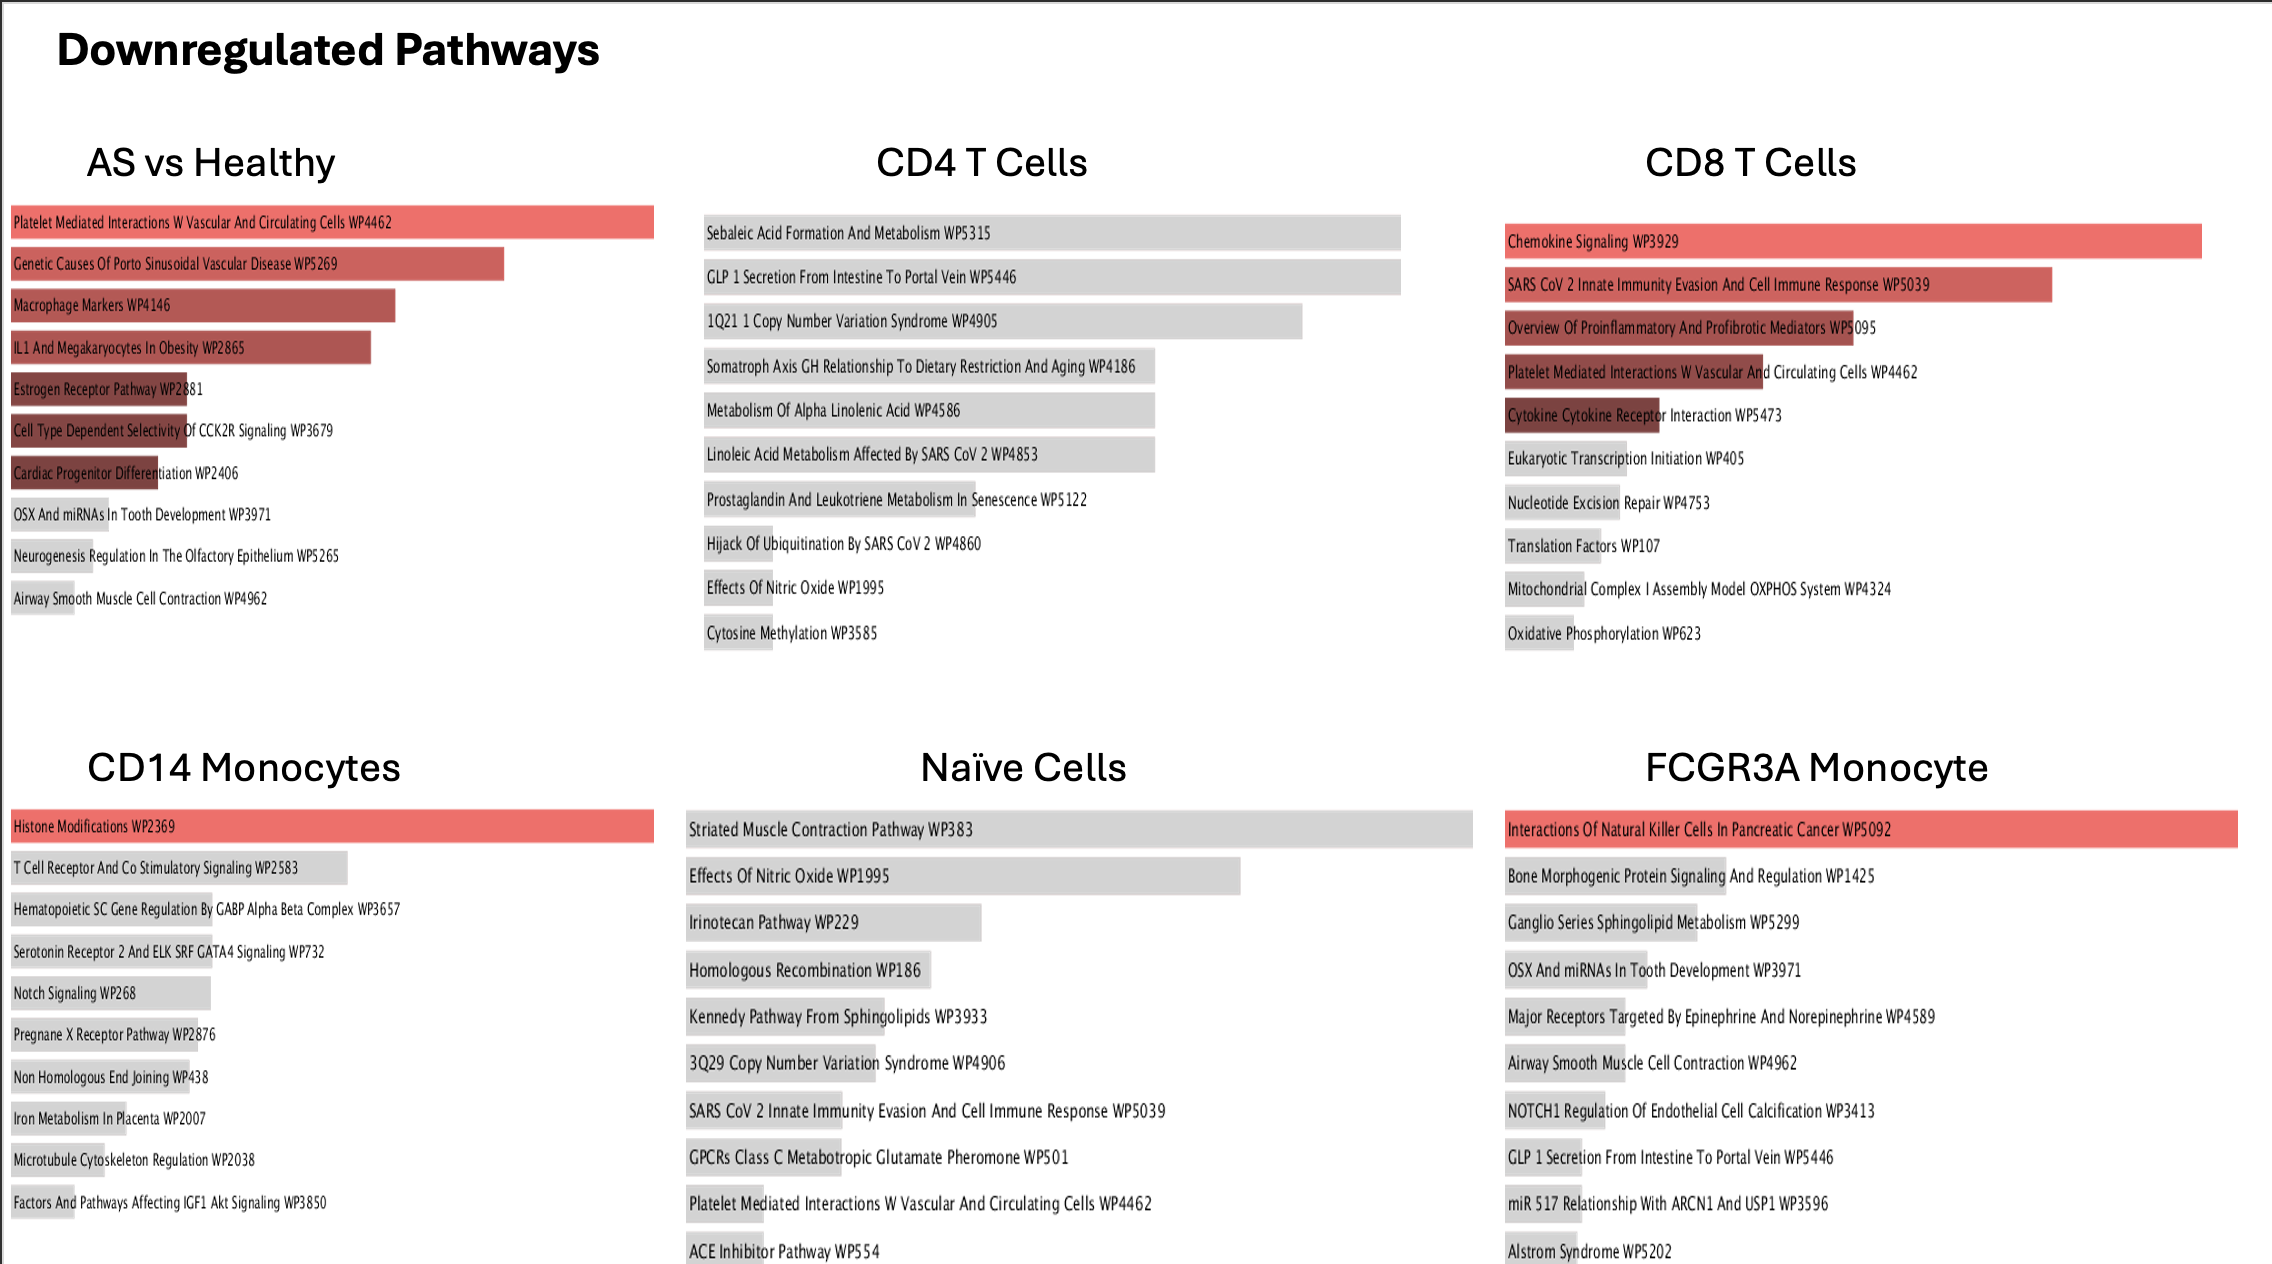 Downregulated Pathways
AS vs Healthy
Platelet Mediated Interactions W Vascular And Circulating Cells WP4462
Genetic Causes Of Porto Sinusoidal Vascular Disease WP5269
Macrophage Markers WP4146
IL1 And Megakaryocytes In Obesity WP2865
Estrogen Receptor Pathway WP2881
Cell Type Dependent Selectivity Of CCK2R Signaling WP3679
Cardiac Progenitor Differentiation WP2406
OSX And miRNAs In Tooth Development WP3971
Neurogenesis Regulation In The Olfactory Epithelium WP5265
Airway Smooth Muscle Cell Contraction WP4962
CD4 T Cells
Sebaleic Acid Formation And Metabolism WP5315
GLP 1 Secretion From Intestine To Portal Vein WP5446
1Q21 1 Copy Number Variation Syndrome WP4905
Somatroph Axis GH Relationship To Dietary Restriction And Aging WP4186
Metabolism Of Alpha Linolenic Acid WP4586
Linoleic Acid Metabolism Affected By SARS CoV 2 WP4853
Prostaglandin And Leukotriene Metabolism In Senescence WP5122
Hijack Of Ubiquitination By SARS CoV 2 WP4860
Effects Of Nitric Oxide WP1995
Cytosine Methylation WP3585
CD8 T Cells
Chemokine Signaling WP3929
SARS CoV 2 Innate Immunity Evasion And Cell Immune Response WP5039
Overview Of Proinflammatory And Profibrotic Mediators WP5095
Platelet Mediated Interactions W Vascular And Circulating Cells WP4462
Cytokine Cytokine Receptor Interaction WP5473
Eukaryotic Transcription Initiation WP405
Nucleotide Excision Repair WP4753
Translation Factors WP107
Mitochondrial Complex I Assembly Model OXPHOS System WP4324
Oxidative Phosphorylation WP623
CD14 Monocytes
Histone Modifications WP2369
T Cell Receptor And Co Stimulatory Signaling WP2583
Hematopoietic SC Gene Regulation By GABP Alpha Beta Complex WP3657
Serotonin Receptor 2 And ELK SRF GATA4 Signaling WP732
Notch Signaling WP268
Pregnane X Receptor Pathway WP2876
Non Homologous End Joining WP438
Iron Metabolism In Placenta WP2007
Microtubule Cytoskeleton Regulation WP2038
Factors And Pathways Affecting IGF1 Akt Signaling WP3850
Naïve Cells
Striated Muscle Contraction Pathway WP383
Effects Of Nitric Oxide WP1995
Irinotecan Pathway WP229
Homologous Recombination WP186
Kennedy Pathway From Sphingolipids WP3933
3Q29 Copy Number Variation Syndrome WP4906
SARS CoV 2 Innate Immunity Evasion And Cell Immune Response WP5039
GPCRs Class C Metabotropic Glutamate Pheromone WP501
Platelet Mediated Interactions W Vascular And Circulating Cells WP4462
ACE Inhibitor Pathway WP554
FCGR3A Monocyte
Interactions Of Natural Killer Cells In Pancreatic Cancer WP5092
Bone Morphogenic Protein Signaling And Regulation WP1425
Ganglio Series Sphingolipid Metabolism WP5299
OSX And miRNAs In Tooth Development WP3971
Major Receptors Targeted By Epinephrine And Norepinephrine WP4589
Airway Smooth Muscle Cell Contraction WP4962
NOTCH1 Regulation Of Endothelial Cell Calcification WP3413
GLP 1 Secretion From Intestine To Portal Vein WP5446
miR 517 Relationship With ARCN1 And USP1 WP3596
Alstrom Syndrome WP5202